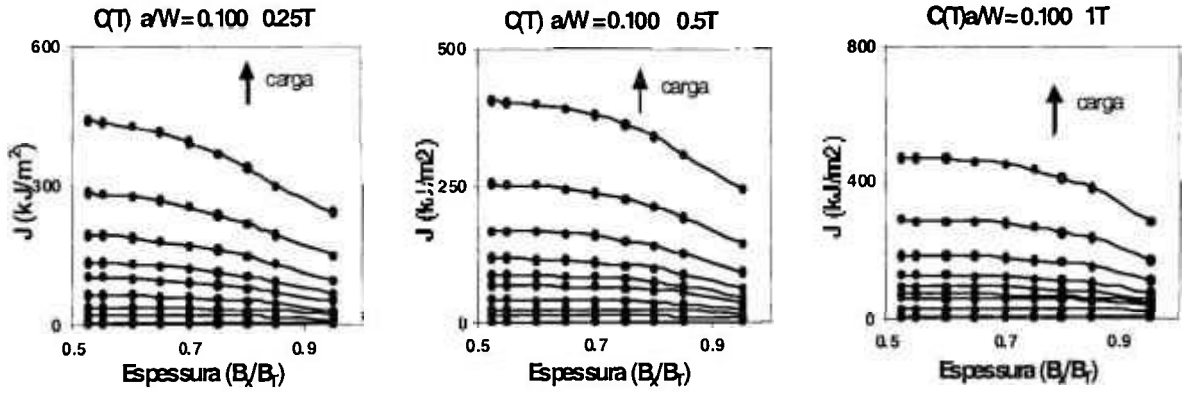 C(T) a/W = 0.100 0.25T
600
300
0
J (kJ/m²)
carga
0.5 0.7 0.9
Espessura (Bx/BT)
C(T) a/W = 0.100 0.5T
500
250
0
J (kJ/m2)
carga
0.5 0.7 0.9
Espessura (Bx/BT)
C(T)a/W = 0.100 1T
800
400
0
J (kJ/m2)
carga
0.5 0.7 0.9
Espessura (Bx/BT)